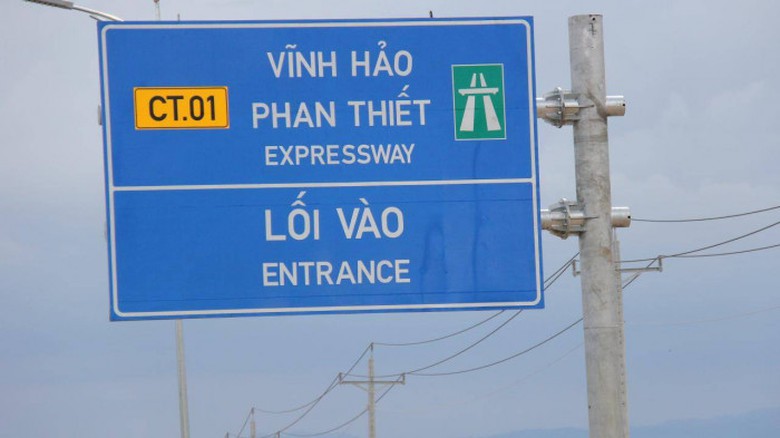 VĨNH HẢO
CT.01
PHAN THIẾT
EXPRESSWAY
LỐI VÀO
ENTRANCE